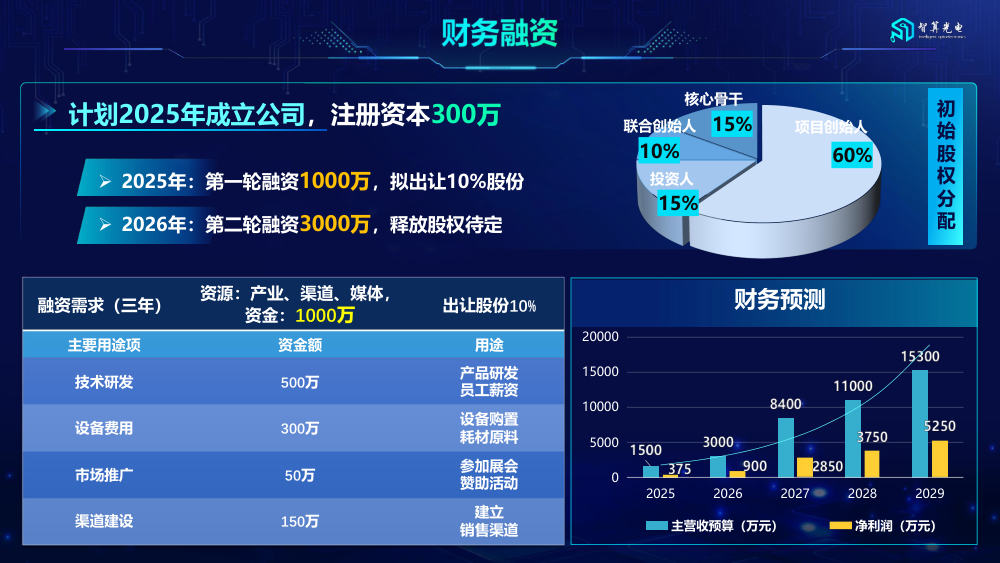 财务融资
智算光电
计划2025年成立公司，注册资本300万
2025年：第一轮融资1000万，拟出让10%股份
2026年：第二轮融资3000万，释放股权待定
核心骨干
15%
联合创始人
10%
投资人
15%
项目创始人
60%
初始股权分配
融资需求（三年）
资源：产业、渠道、媒体，
资金：1000万
出让股份10%
主要用途项 资金额 用途
技术研发 500万 产品研发
员工薪资
设备费用 300万 设备购置
耗材原料
市场推广 50万 参加展会
赞助活动
渠道建设 150万 建立
销售渠道
财务预测
20000
15000
10000
5000
0
1500 3000 8400 11000 15300
375 900 2850 3750 5250
2025 2026 2027 2028 2029
主营收预算（万元） 净利润（万元）